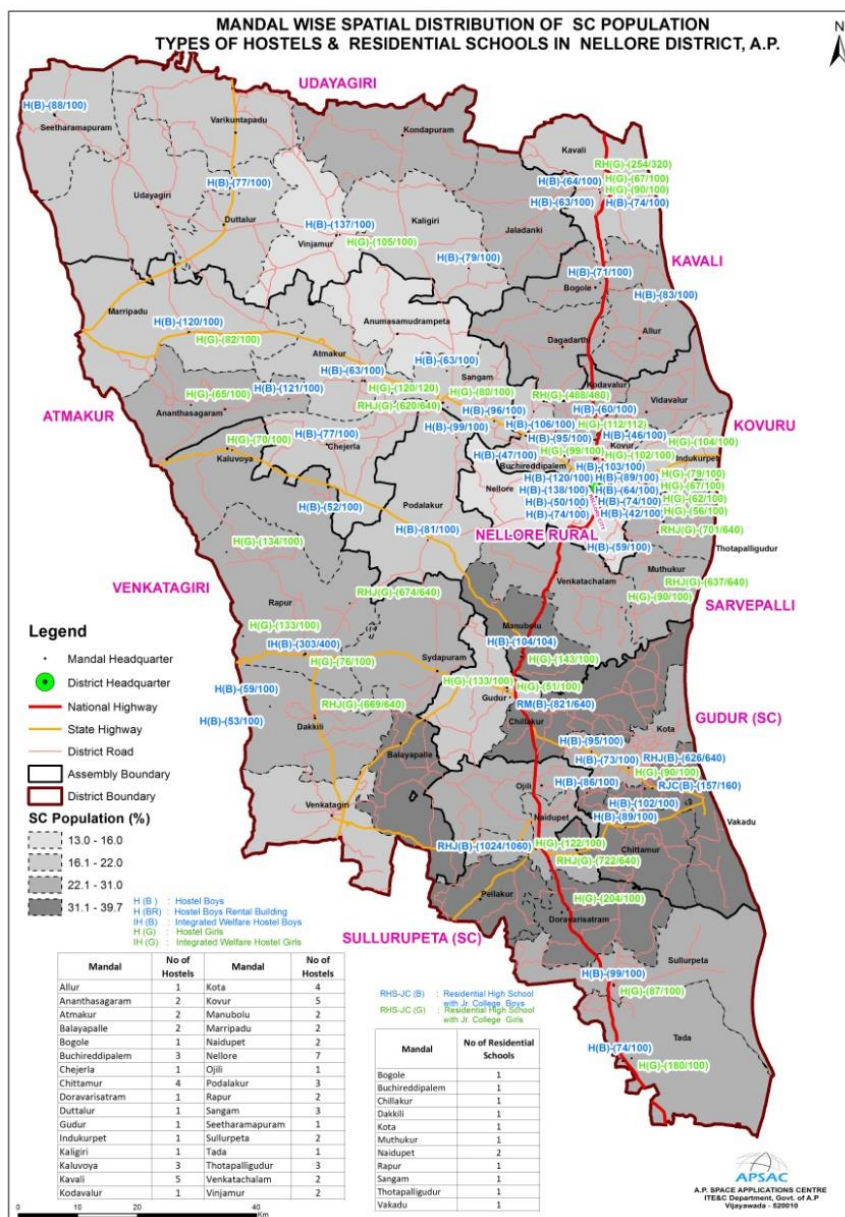 MANDAL WISE SPATIAL DISTRIBUTION OF SC POPULATION
TYPES OF HOSTELS & RESIDENTIAL SCHOOLS IN NELLORE DISTRICT, A.P.
N
UDAYAGIRI
H(B)-(88/100)
Seetharamapuram
Varikuntapadu
Kondapuram
Kavali
RH(G)-(254/320)
H(B)-(64/100)
H(G)-(67/100)
H(G)-(90/100)
H(B)-(63/100)
H(B)-(74/100)
H(B)-(77/100)
Udayagiri
Duttalur
H(B)-(137/100)
Vinjamur
H(G)-(105/100)
Kaligiri
Jaladanki
H(B)-(79/100)
KAVALI
H(B)-(71/100)
Bogole
H(B)-(83/100)
Marripadu
H(B)-(120/100)
H(G)-(82/100)
Anumasamudrampeta
Dagadarth
Allur
Atmakur
H(B)-(63/100)
H(B)-(63/100)
Sangam
Kodavalur
Vidavalur
ATMAKUR
H(G)-(65/100)
H(B)-(121/100)
Ananthasagaram
H(G)-(120/120)
H(G)-(80/100)
RH(G)-(488/480)
RHJ(G)-(620/640)
H(B)-(96/100)
H(B)-(60/100)
H(B)-(99/100)
H(B)-(106/100)
H(G)-(112/112)
KOVURU
H(G)-(70/100)
H(B)-(77/100)
Chejerla
Kaluvoya
H(B)-(95/100)
H(B)-(46/100)
Kovur
H(G)-(104/100)
H(B)-(47/100)
H(G)-(99/100)
H(G)-(102/100)
Indukurpet
Buchireddipalem
H(B)-(103/100)
H(G)-(79/100)
H(B)-(120/100)
H(B)-(89/100)
H(G)-(67/100)
Nellore
H(B)-(138/100)
H(B)-(64/100)
H(G)-(62/100)
H(B)-(50/100)
H(B)-(74/100)
H(G)-(56/100)
H(B)-(74/100)
H(B)-(42/100)
RHJ(G)-(701/640)
H(B)-(52/100)
Podalakur
H(B)-(81/100)
NELLORE RURAL
H(B)-(59/100)
Thotapalligudur
H(G)-(134/100)
VENKATAGIRI
Muthukur
Venkatachalam
RHJ(G)-(637/640)
H(G)-(90/100)
SARVEPALLI
RHJ(G)-(674/640)
Rapur
Manubolu
H(G)-(133/100)
IH(B)-(303/400)
H(B)-(104/104)
H(G)-(76/100)
H(G)-(143/100)
Sydapuram
H(G)-(133/100)
H(G)-(51/100)
Gudur
H(B)-(59/100)
RHJ(G)-(669/640)
RM(B)-(821/640)
H(B)-(53/100)
Dakkili
Chillakur
GUDUR (SC)
Kota
H(B)-(95/100)
Balayapalle
H(B)-(73/100)
RHJ(B)-(626/640)
H(G)-(90/100)
H(B)-(86/100)
RJC(B)-(157/160)
Ojili
Venkatagiri
H(B)-(102/100)
H(B)-(89/100)
Naidupet
Vakadu
RHJ(B)-(1024/1060)
H(G)-(122/100)
Chittamur
RHJ(G)-(722/640)
Pellakur
H(G)-(204/100)
Doravarisatram
SULLURUPETA (SC)
Sullurpeta
H(B)-(99/100)
H(G)-(87/100)
Tada
H(B)-(74/100)
H(G)-(180/100)
Legend
Mandal Headquarter
District Headquarter
National Highway
State Highway
District Road
Assembly Boundary
District Boundary
SC Population (%)
13.0 - 16.0
16.1 - 22.0
22.1 - 31.0
31.1 - 39.7
H (B ) : Hostel Boys
H (BR) : Hostel Boys Rental Building
IH (B) : Integrated Welfare Hostel Boys
H (G) : Hostel Girls
IH (G) : Integrated Welfare Hostel Girls
Mandal No of Hostels Mandal No of Hostels
Allur 1 Kota 4
Ananthasagaram 2 Kovur 5
Atmakur 2 Manubolu 2
Balayapalle 2 Marripadu 2
Bogole 1 Naidupet 2
Buchireddipalem 3 Nellore 7
Chejerla 1 Ojili 1
Chittamur 4 Podalakur 3
Doravarisatram 1 Rapur 2
Duttalur 1 Sangam 3
Gudur 1 Seetharamapuram 1
Indukurpet 1 Sullurpeta 2
Kaligiri 1 Tada 1
Kaluvoya 3 Thotapalligudur 3
Kavali 5 Venkatachalam 2
Kodavalur 1 Vinjamur 2
RHS-JC (B) : Residential High School
with Jr. College Boys
RHS-JC (G) : Residential High School
with Jr. College Girls
Mandal No of Residential Schools
Bogole 1
Buchireddipalem 1
Chillakur 1
Dakkili 1
Kota 1
Muthukur 1
Naidupet 2
Rapur 1
Sangam 1
Thotapalligudur 1
Vakadu 1
0 10 20 40
Km
APSAC
A.P. SPACE APPLICATIONS CENTRE
ITE&C Department, Govt. of A.P
Vijayawada - 520010